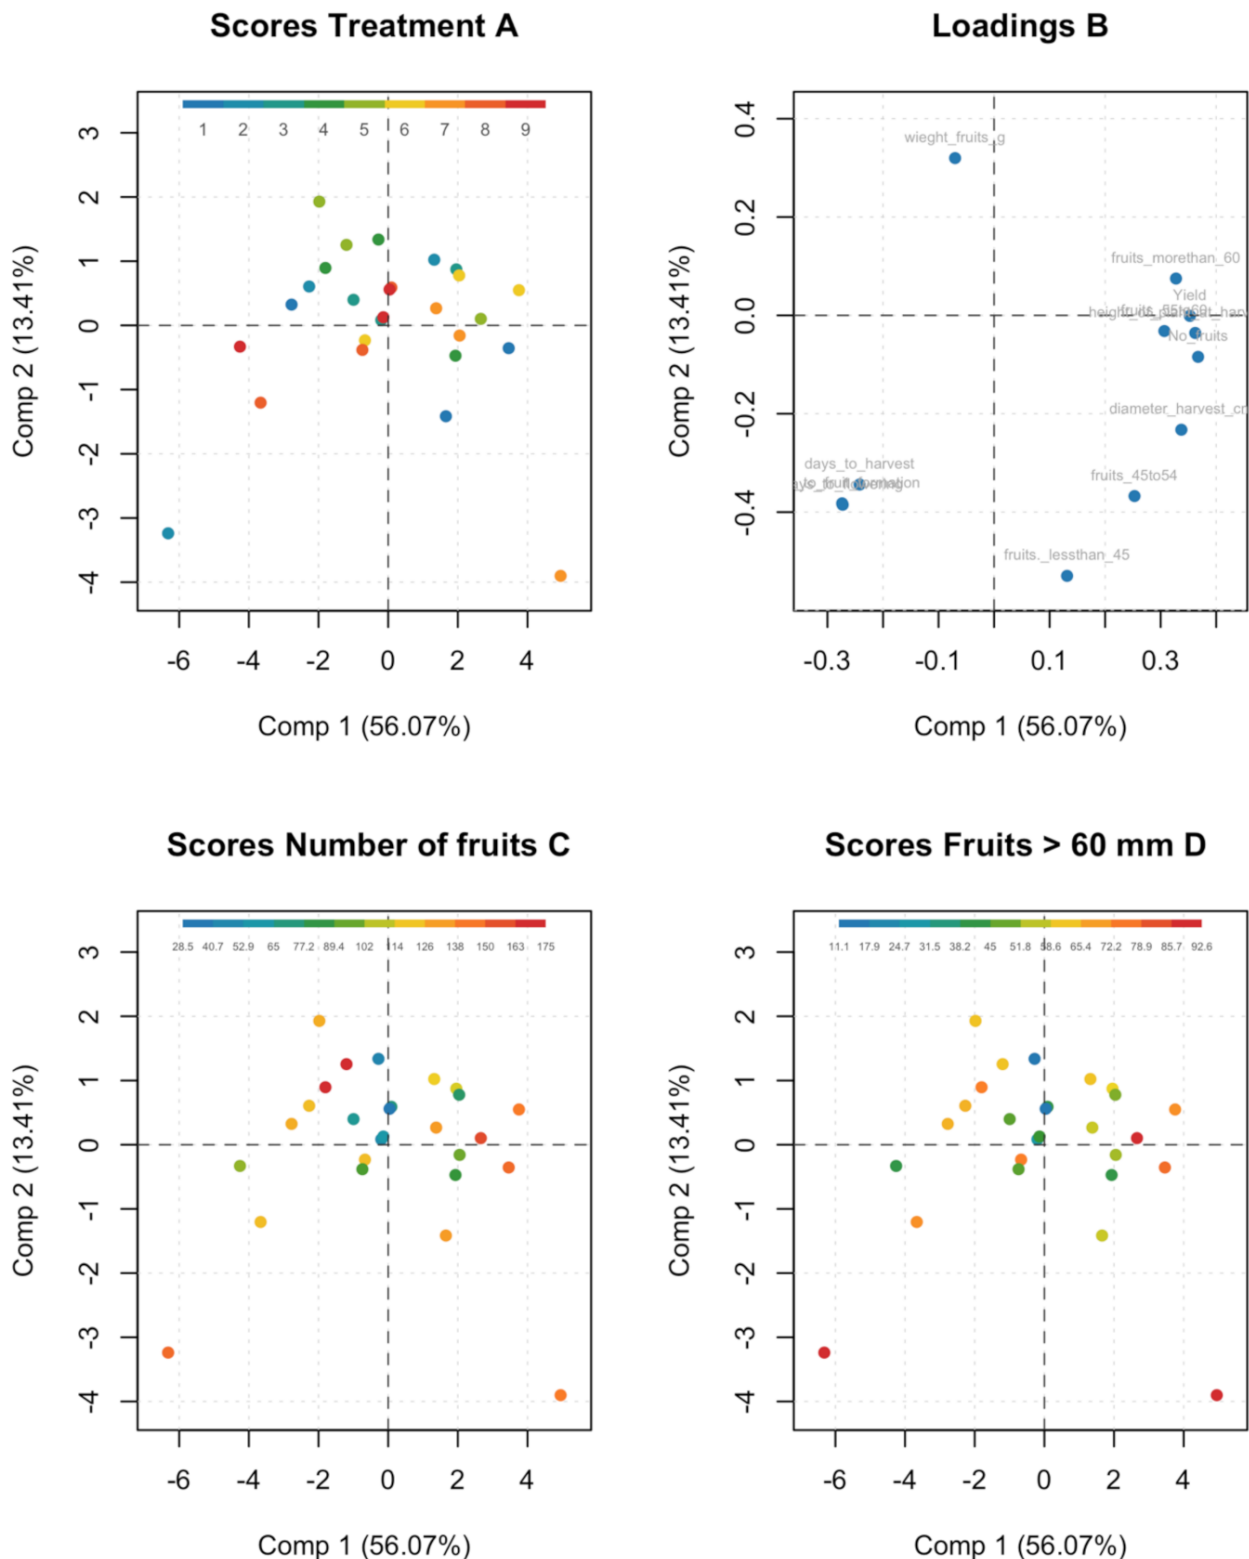 Scores Treatment A
Loadings B
Comp 2 (13.41%)
3
2
1
0
-1
-2
-3
-4
1 2 3 4 5 6 7 8 9
-6 -4 -2 0 2 4
Comp 1 (56.07%)
Comp 2 (13.41%)
0.4
0.2
0.0
-0.2
-0.4
wieght_fruits_g
fruits_morethan_60
Yield
No_fruits
diameter_harvest_cm
days_to_harvest
fruits_45to54
fruits._lessthan_45
-0.3 -0.1 0.1 0.3
Comp 1 (56.07%)
Scores Number of fruits C
Scores Fruits > 60 mm D
Comp 2 (13.41%)
3
2
1
0
-1
-2
-3
-4
28.5 40.7 52.9 65 77.2 89.4 102 114 126 138 150 163 175
-6 -4 -2 0 2 4
Comp 1 (56.07%)
Comp 2 (13.41%)
3
2
1
0
-1
-2
-3
-4
11.1 17.9 24.7 31.5 38.2 45 51.8 58.6 65.4 72.2 78.9 85.7 92.6
-6 -4 -2 0 2 4
Comp 1 (56.07%)